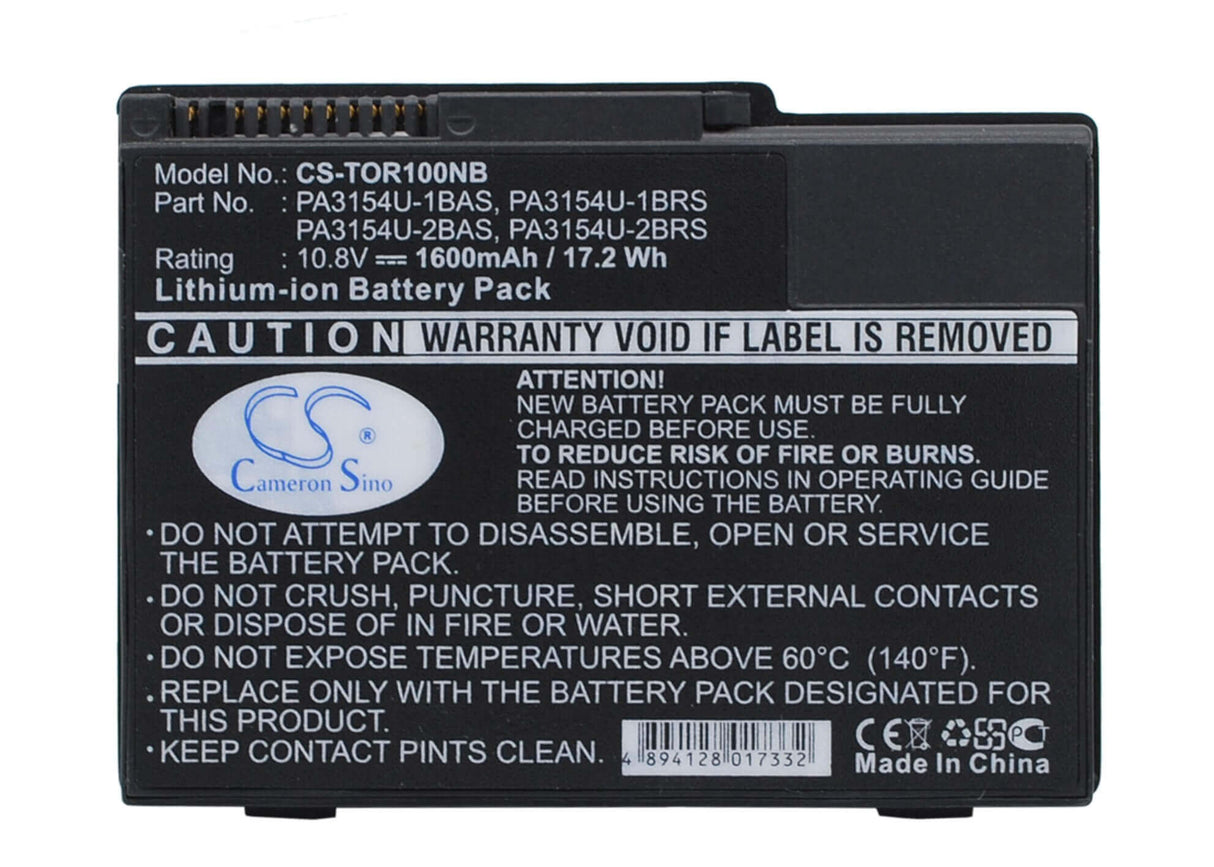 Model No.: CS-TOR100NB
Part No. : PA3154U-1BAS, PA3154U-1BRS
PA3154U-2BAS, PA3154U-2BRS
Rating : 10.8V ⎓ 1600mAh / 17.2 Wh
Lithium-ion Battery Pack
CAUTION WARRANTY VOID IF LABEL IS REMOVED
CS ®
Cameron Sino
ATTENTION!
NEW BATTERY PACK MUST BE FULLY
CHARGED BEFORE USE.
TO REDUCE RISK OF FIRE OR BURNS.
READ INSTRUCTIONS IN OPERATING GUIDE
BEFORE USING THE BATTERY.
• DO NOT ATTEMPT TO DISASSEMBLE, OPEN OR SERVICE
THE BATTERY PACK.
• DO NOT CRUSH, PUNCTURE, SHORT EXTERNAL CONTACTS
OR DISPOSE OF IN FIRE OR WATER.
• DO NOT EXPOSE TEMPERATURES ABOVE 60°C (140°F).
• REPLACE ONLY WITH THE BATTERY PACK DESIGNATED FOR
THIS PRODUCT.
• KEEP CONTACT PINTS CLEAN.
4 894128 017332
CE PCT
Made In China